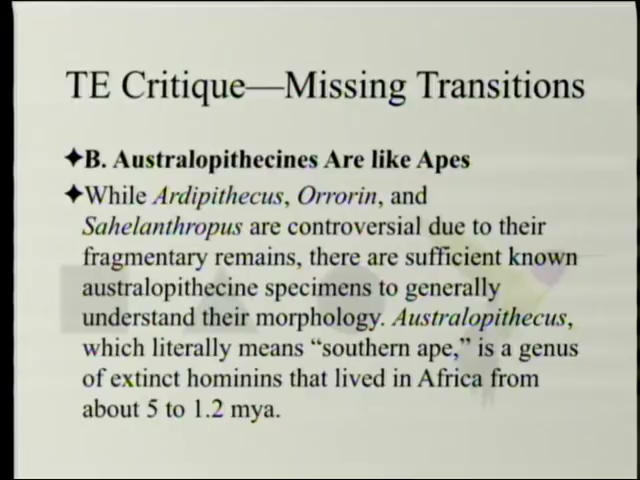 TE Critique—Missing Transitions
✦B. Australopithecines Are like Apes
✦While Ardipithecus, Orrorin, and
Sahelanthropus are controversial due to their
fragmentary remains, there are sufficient known
australopithecine specimens to generally
understand their morphology. Australopithecus,
which literally means “southern ape,” is a genus
of extinct hominins that lived in Africa from
about 5 to 1.2 mya.